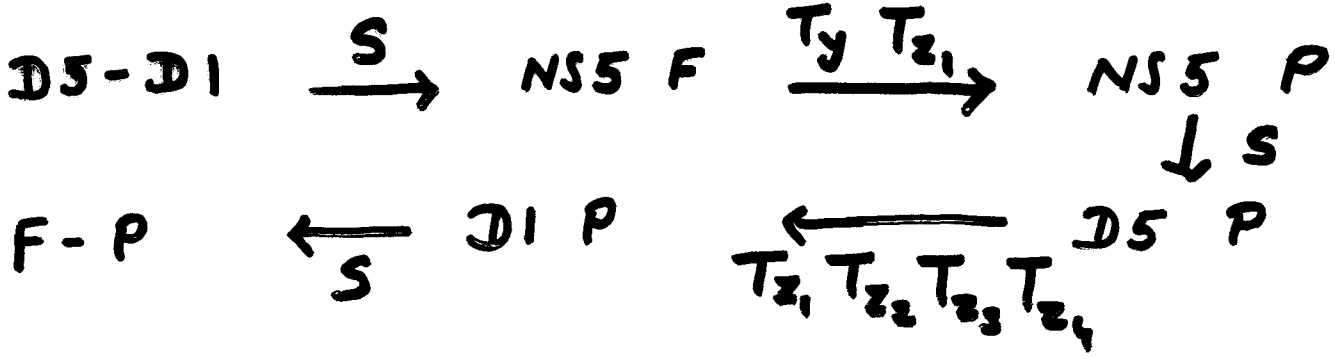 D5-D1 S NS5 F Ty Tz1 NS5 P
S
F-P S D1 P Tz1 Tz2 Tz3 Tz4 D5 P